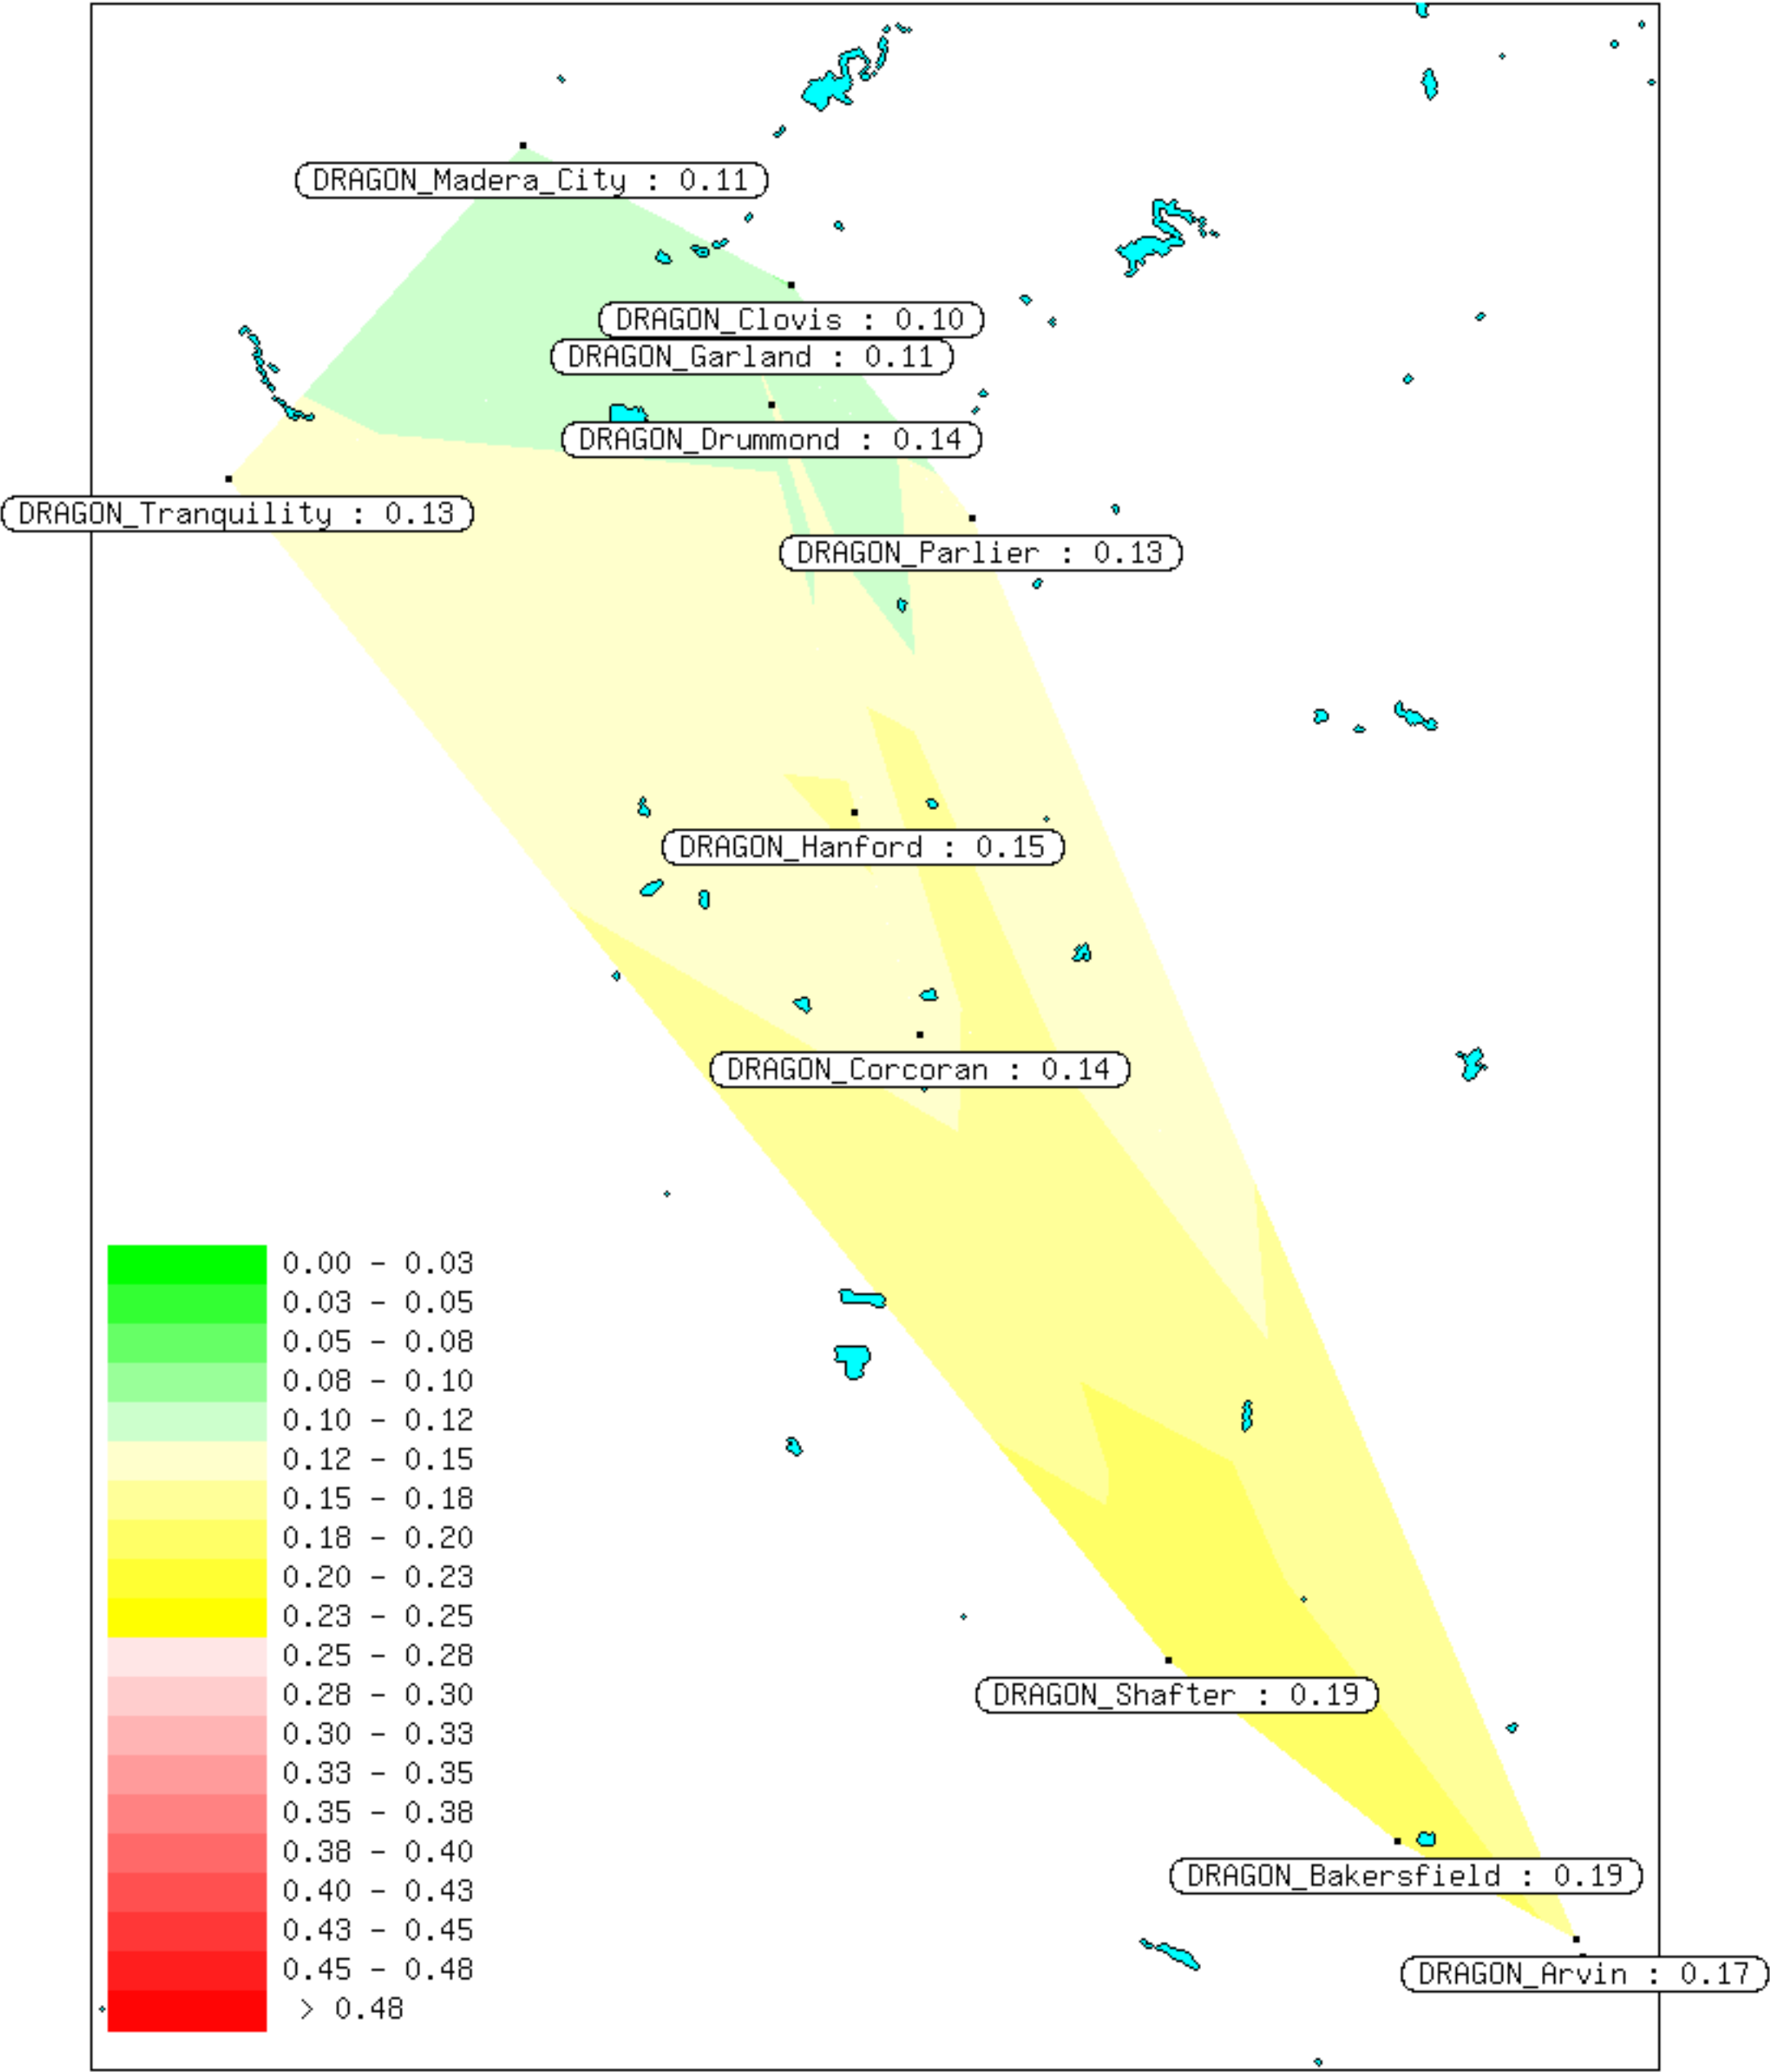 DRAGON_Madera_City : 0.11
DRAGON_Clovis : 0.10
DRAGON_Garland : 0.11
DRAGON_Drummond : 0.14
DRAGON_Tranquility : 0.13
DRAGON_Parlier : 0.13
DRAGON_Hanford : 0.15
DRAGON_Corcoran : 0.14
0.00 - 0.03
0.03 - 0.05
0.05 - 0.08
0.08 - 0.10
0.10 - 0.12
0.12 - 0.15
0.15 - 0.18
0.18 - 0.20
0.20 - 0.23
0.23 - 0.25
0.25 - 0.28
0.28 - 0.30
0.30 - 0.33
0.33 - 0.35
0.35 - 0.38
0.38 - 0.40
0.40 - 0.43
0.43 - 0.45
0.45 - 0.48
> 0.48
DRAGON_Shafter : 0.19
DRAGON_Bakersfield : 0.19
DRAGON_Arvin : 0.17